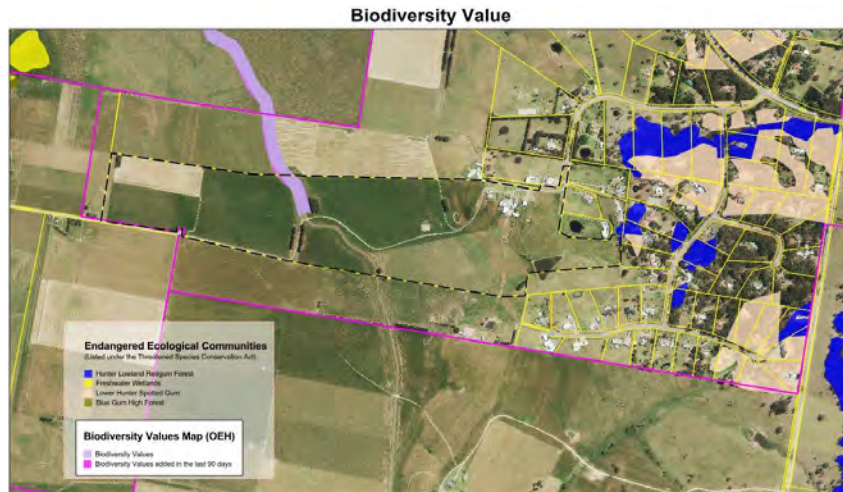 Biodiversity Value
Endangered Ecological Communities
(Listed under the Threatened Species Conservation Act)
Hunter Lowland Redgum Forest
Freshwater Wetlands
Lower Hunter Spotted Gum
Blue Gum High Forest
Biodiversity Values Map (OEH)
Biodiversity Values
Biodiversity Values added in the last 90 days